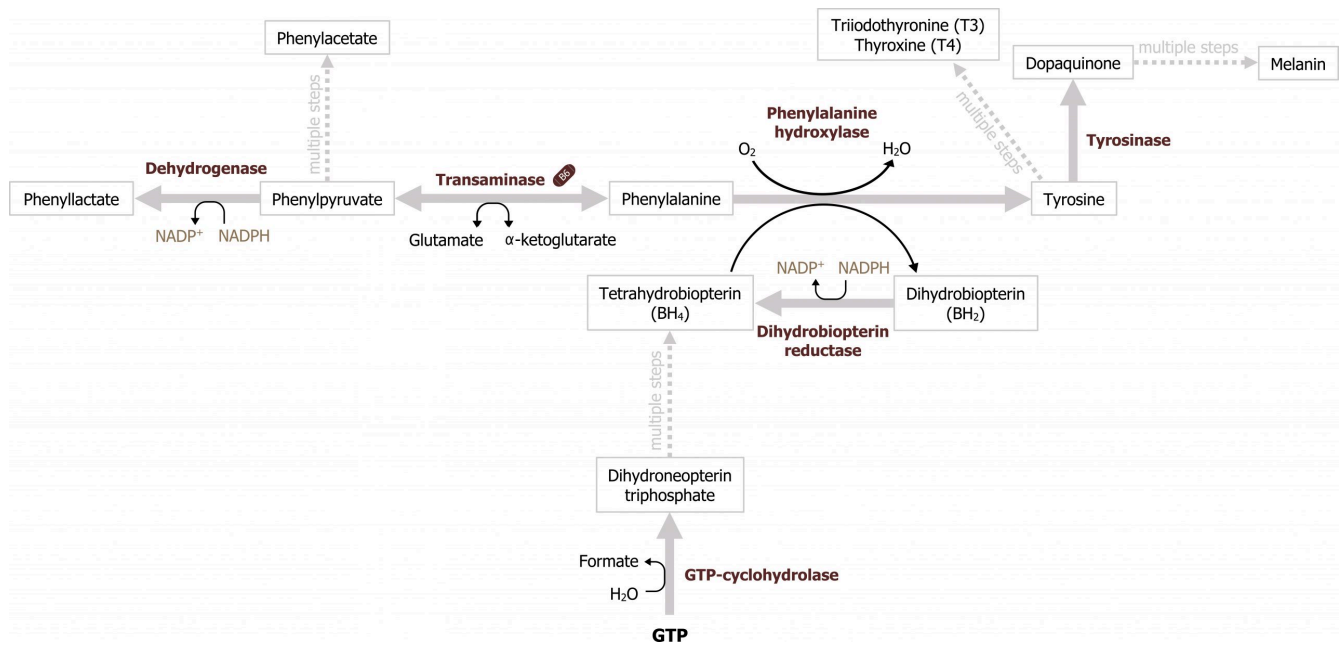 Phenylacetate
Triiodothyronine (T3)
Thyroxine (T4)
Dopaquinone
multiple steps
Melanin
multiple steps
multiple steps
Phenylalanine
hydroxylase
O₂
H₂O
Tyrosinase
Dehydrogenase
Transaminase B6
Phenyllactate
Phenylpyruvate
Phenylalanine
Tyrosine
NADP⁺ NADPH
Glutamate α-ketoglutarate
NADP⁺ NADPH
Tetrahydrobiopterin
(BH₄)
Dihydrobiopterin
(BH₂)
Dihydrobiopterin
reductase
multiple steps
Dihydroneopterin
triphosphate
Formate
H₂O
GTP-cyclohydrolase
GTP